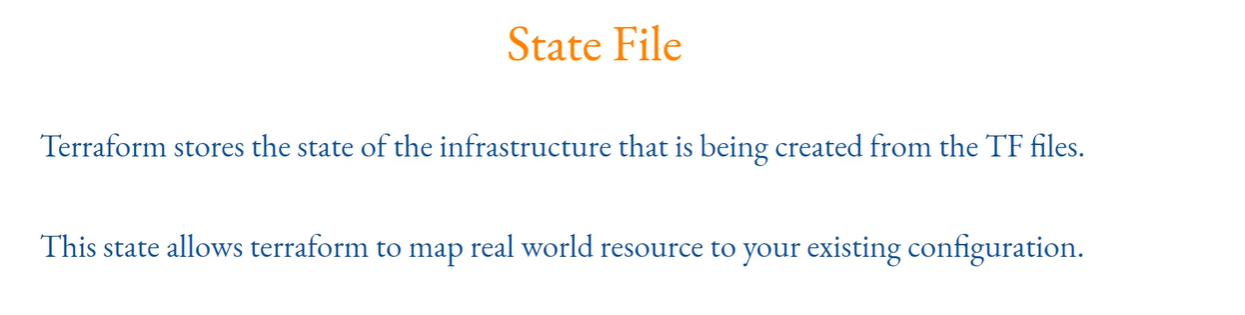 State File
Terraform stores the state of the infrastructure that is being created from the TF files.
This state allows terraform to map real world resource to your existing configuration.